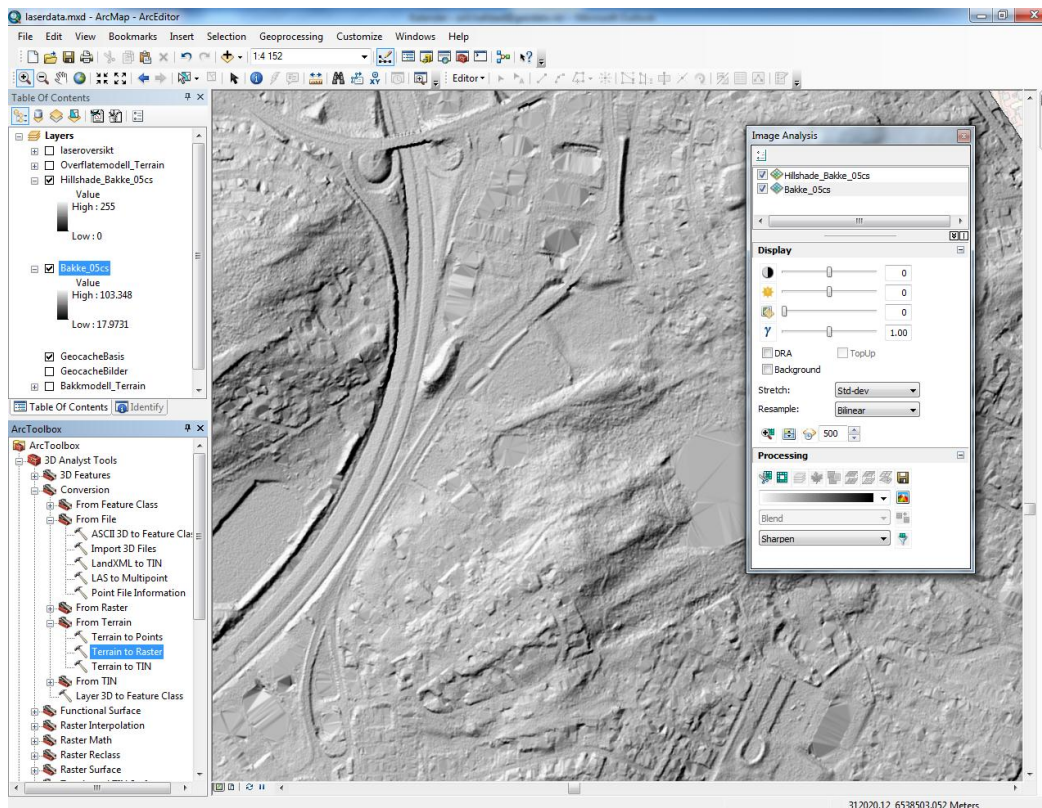 laserdata.mxd - ArcMap - ArcEditor
File Edit View Bookmarks Insert Selection Geoprocessing Customize Windows Help
1:4 152
Editor
Table Of Contents
Layers
laseroversikt
Overflatemodell_Terrain
Hillshade_Bakke_05cs
Value
High : 255
Low : 0
Bakke_05cs
Value
High : 103.348
Low : 17.9731
GeocacheBasis
GeocacheBilder
Bakkmodell_Terrain
Table Of Contents Identify
ArcToolbox
ArcToolbox
3D Analyst Tools
3D Features
Conversion
From Feature Class
From File
ASCII 3D to Feature Clas
Import 3D Files
LandXML to TIN
LAS to Multipoint
Point File Information
From Raster
From Terrain
Terrain to Points
Terrain to Raster
Terrain to TIN
From TIN
Layer 3D to Feature Class
Functional Surface
Raster Interpolation
Raster Math
Raster Reclass
Raster Surface
Image Analysis
Hillshade_Bakke_05cs
Bakke_05cs
Display
0
0
0
γ 1.00
DRA TopUp
Background
Stretch: Std-dev
Resample: Bilinear
500
Processing
Blend
Sharpen
312020,12 6538503,052 Meters